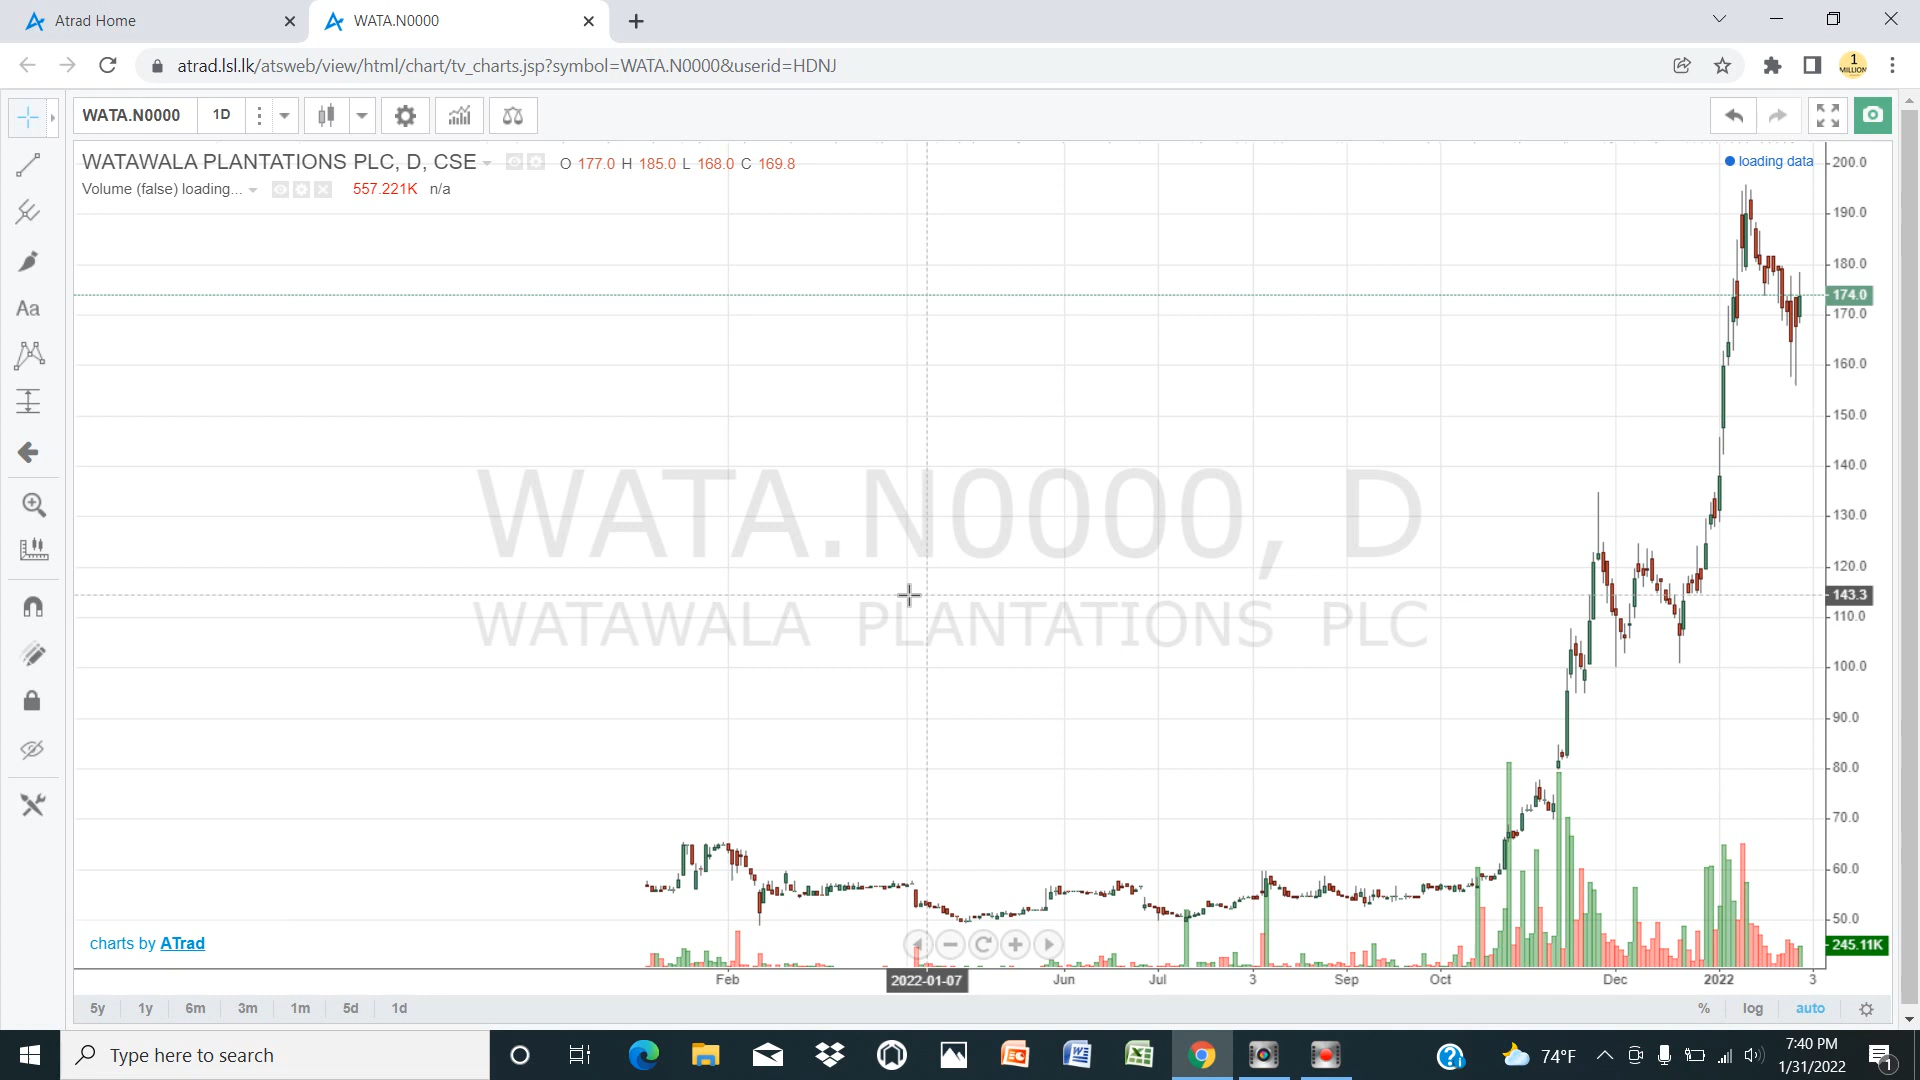 Atrad Home
WATA.N0000
atrad.lsl.lk/atsweb/view/html/chart/tv_charts.jsp?symbol=WATA.N0000&userid=HDNJ
1 MILLION
WATA.N0000 1D
WATAWALA PLANTATIONS PLC, D, CSE O 177.0 H 185.0 L 168.0 C 169.8
loading data
Volume (false) loading... 557.221K n/a
200.0
190.0
180.0
174.0
170.0
160.0
150.0
140.0
130.0
120.0
143.3
110.0
100.0
90.0
80.0
70.0
60.0
50.0
245.11K
Aa
WATA.N0000, D
WATAWALA PLANTATIONS PLC
charts by ATrad
Feb 2022-01-07 Jun Jul 3 Sep Oct Dec 2022 3
5y 1y 6m 3m 1m 5d 1d % log auto
Type here to search
74°F
7:40 PM
1/31/2022
1